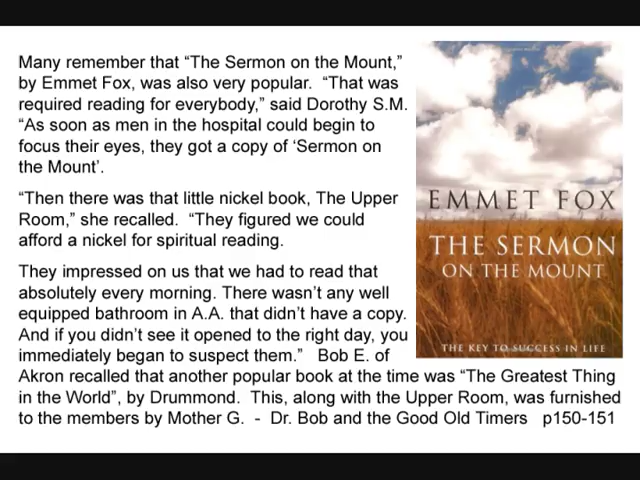 Many remember that “The Sermon on the Mount,”
by Emmet Fox, was also very popular.  “That was
required reading for everybody,” said Dorothy S.M.
“As soon as men in the hospital could begin to
focus their eyes, they got a copy of ‘Sermon on
the Mount’.
“Then there was that little nickel book, The Upper
Room,” she recalled.  “They figured we could
afford a nickel for spiritual reading.
They impressed on us that we had to read that
absolutely every morning. There wasn’t any well
equipped bathroom in A.A. that didn’t have a copy.
And if you didn’t see it opened to the right day, you
immediately began to suspect them.”   Bob E. of
Akron recalled that another popular book at the time was “The Greatest Thing
in the World”, by Drummond.  This, along with the Upper Room, was furnished
to the members by Mother G.  -  Dr. Bob and the Good Old Timers   p150-151
EMMET FOX
THE SERMON
ON THE MOUNT
THE KEY TO SUCCESS IN LIFE